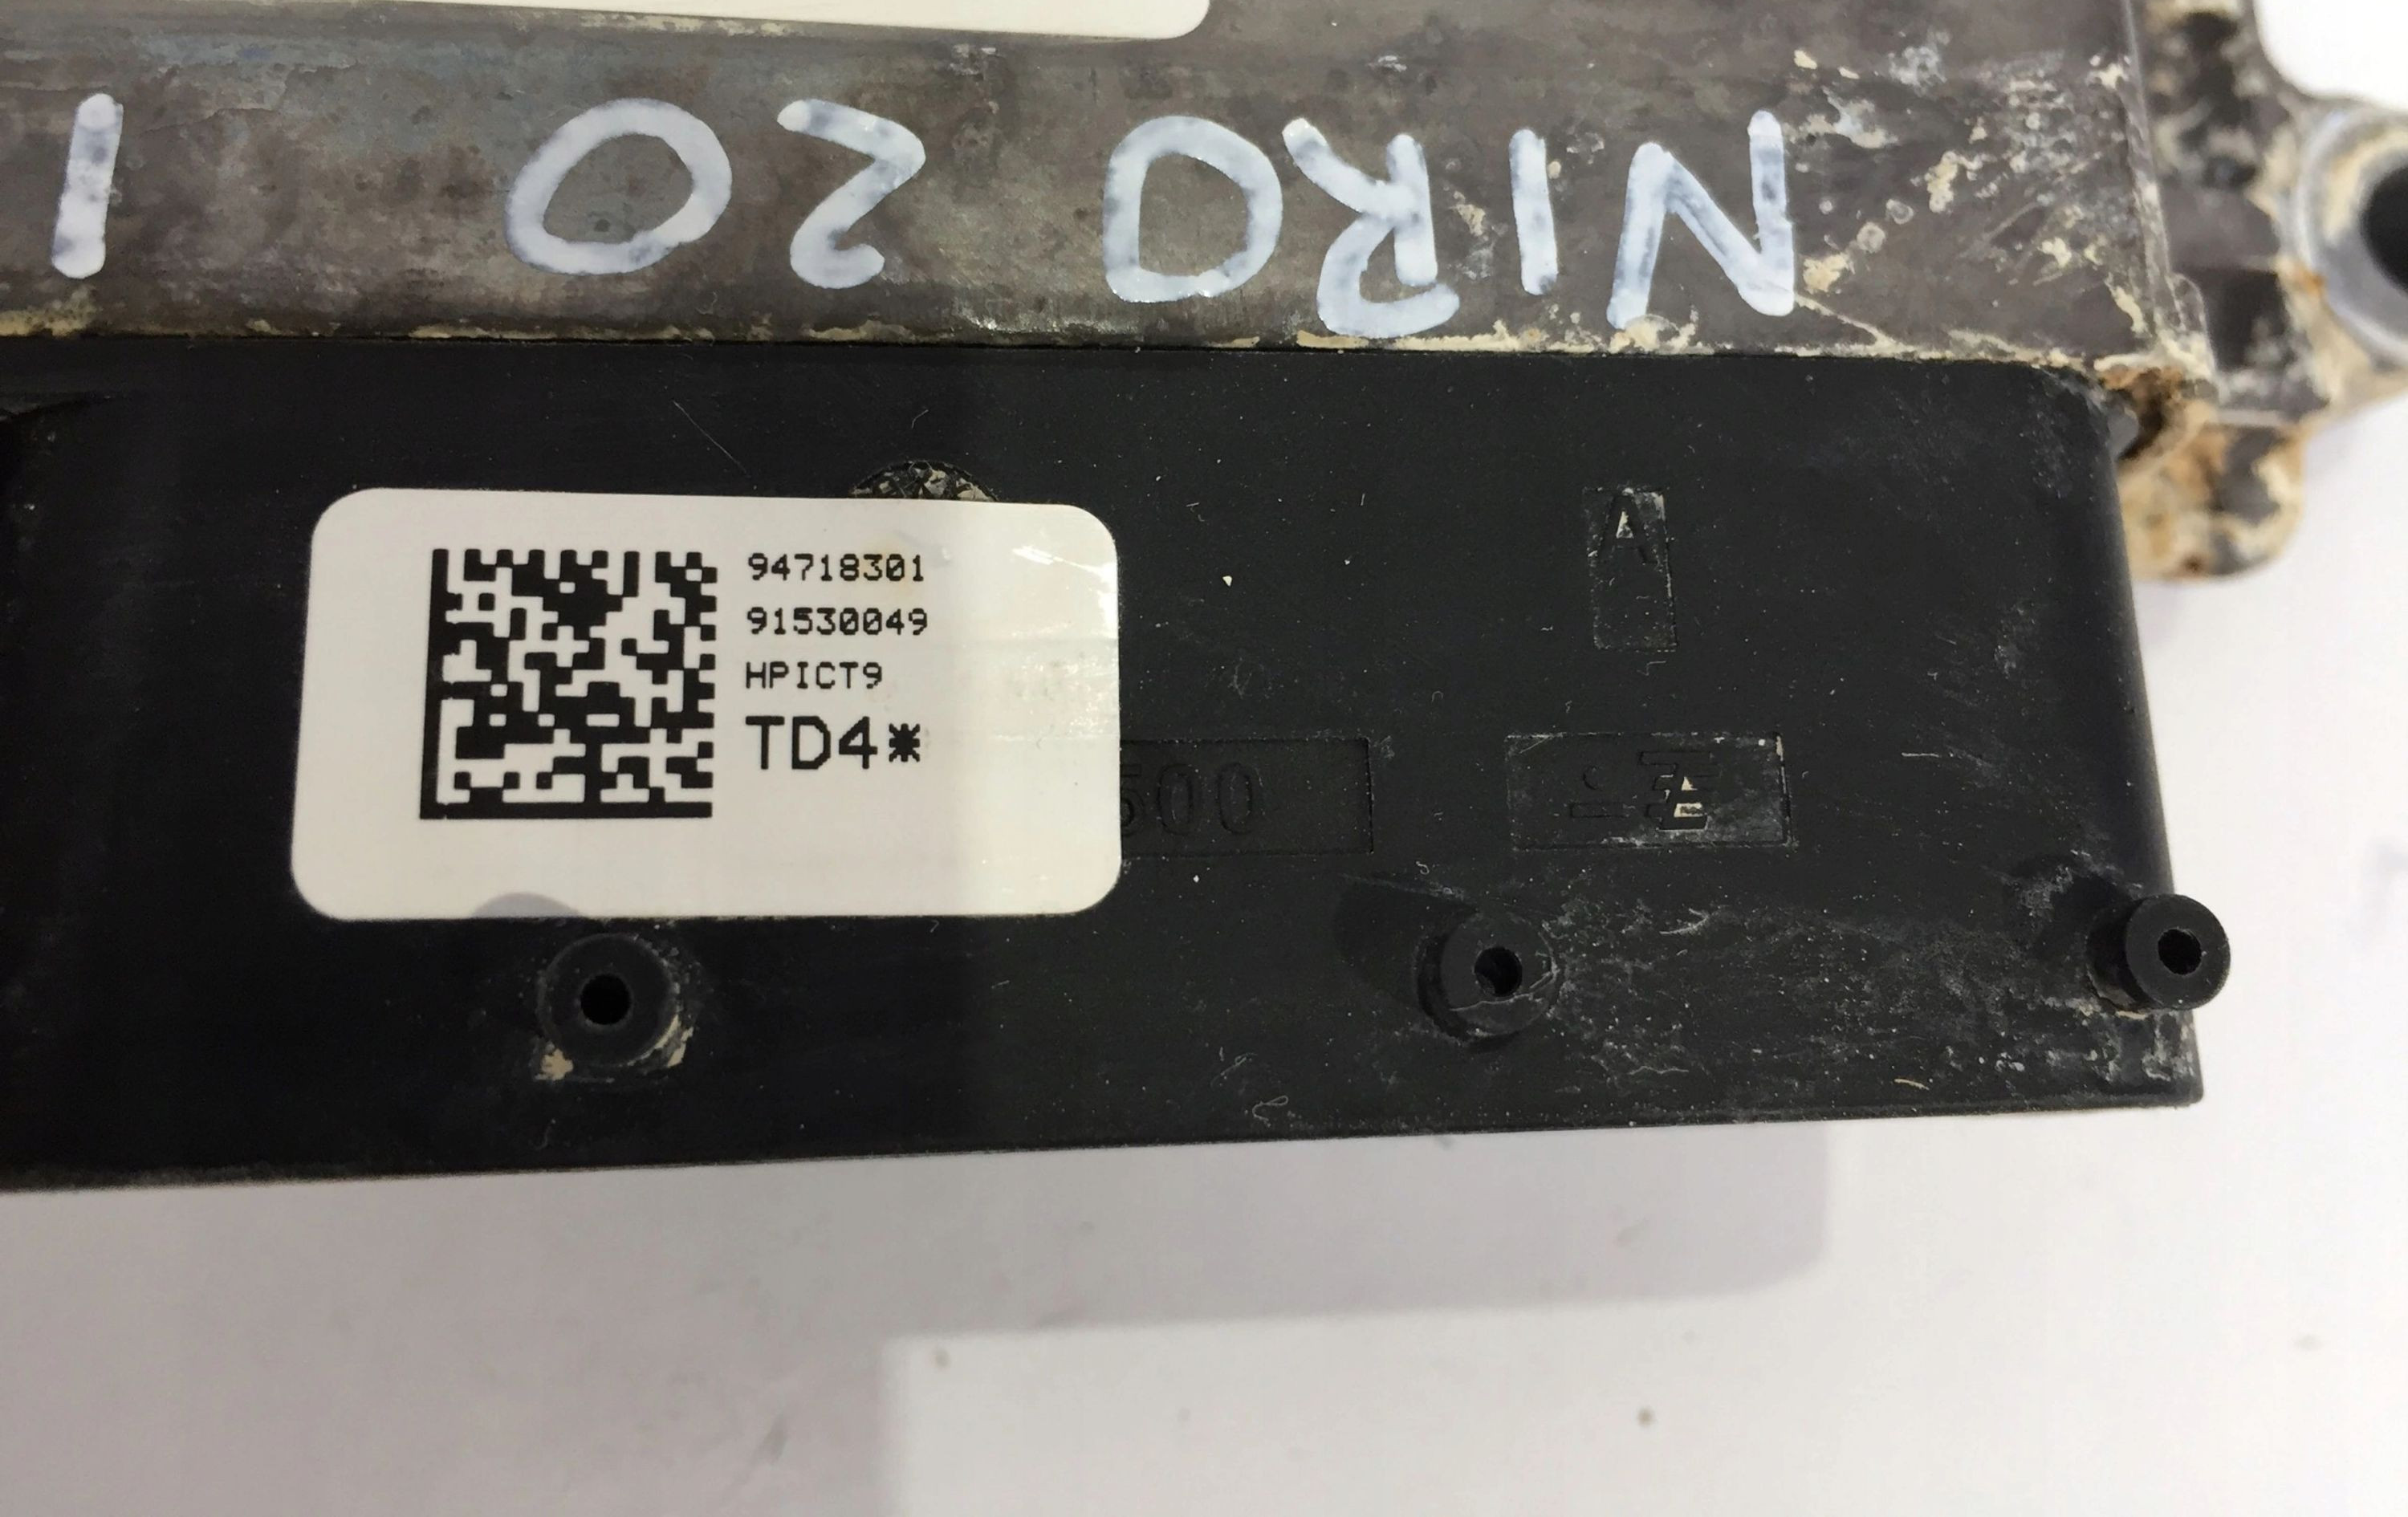 NIRO 20 1
A
94718301
91530049
HPICT9
TD4*
500